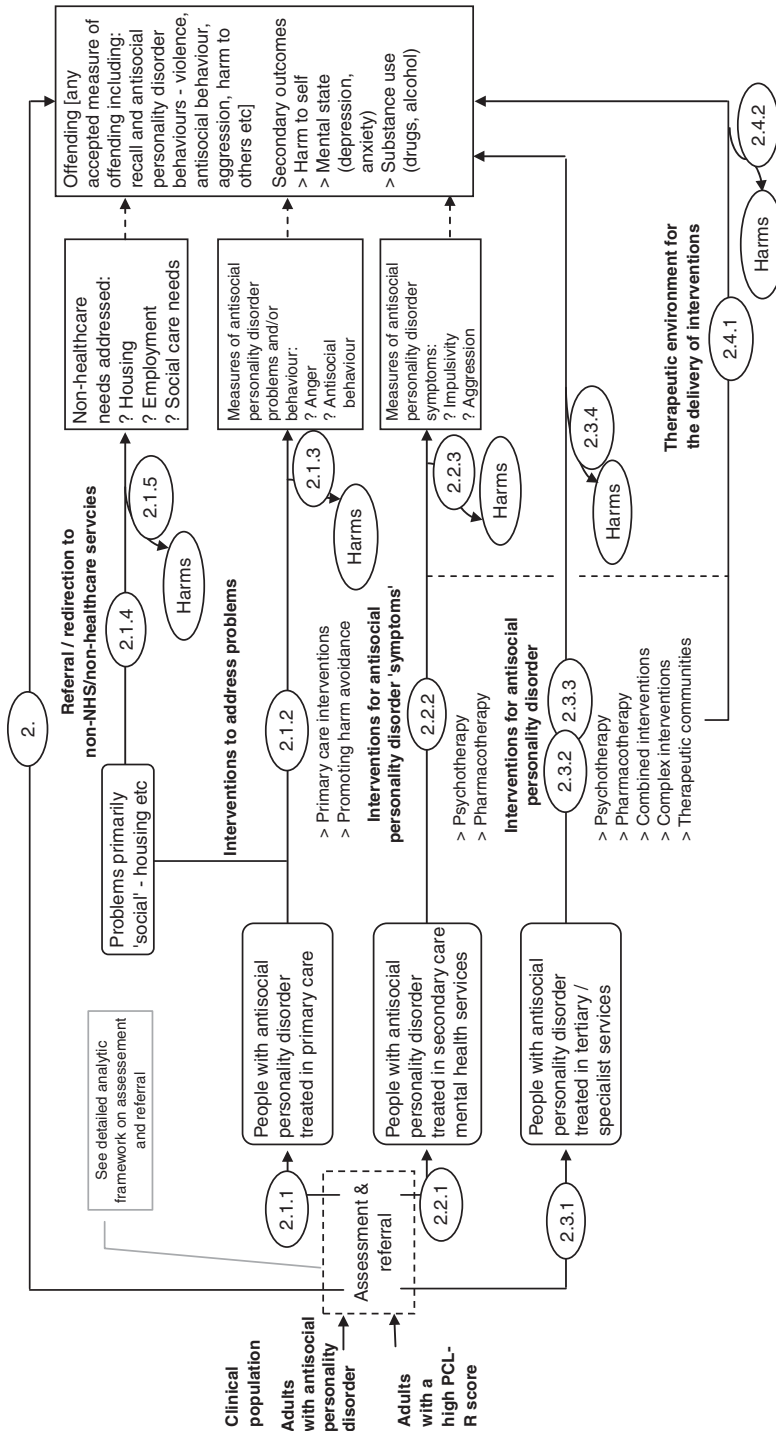 Clinical
population
Adults
with antisocial
personality
disorder
Adults
with a
high PCL-
R score
See detailed analytic
framework on assessement
and referral
Assessment &
referral
2.
2.1.1
2.2.1
2.3.1
Problems primarily
'social' - housing etc
People with antisocial
personality disorder
treated in primary care
People with antisocial
personality disorder
treated in secondary care
mental health services
People with antisocial
personality disorder
treated in tertiary /
specialist services
Referral / redirection to
non-NHS/non-healthcare servcies
2.1.4
2.1.5
Harms
Interventions to address problems
2.1.2
> Primary care interventions
> Promoting harm avoidance
2.1.3
Harms
Interventions for antisocial
personality disorder 'symptoms'
2.2.2
> Psychotherapy
> Pharmacotherapy
2.2.3
Harms
Interventions for antisocial
personality disorder
2.3.2
2.3.3
> Psychotherapy
> Pharmacotherapy
> Combined interventions
> Complex interventions
> Therapeutic communities
2.3.4
Harms
Therapeutic environment for
the delivery of interventions
2.4.1
2.4.2
Harms
Non-healthcare
needs addressed:
? Housing
? Employment
? Social care needs
Measures of antisocial
personality disorder
problems and/or
behaviour:
? Anger
? Antisocial
behaviour
Measures of antisocial
personality disorder
symptoms:
? Impulsivity
? Aggression
Offending [any
accepted measure of
offending including:
recall and antisocial
personality disorder
behaviours - violence,
antisocial behaviour,
aggression, harm to
others etc]
Secondary outcomes
> Harm to self
> Mental state
(depression,
anxiety)
> Substance use
(drugs, alcohol)